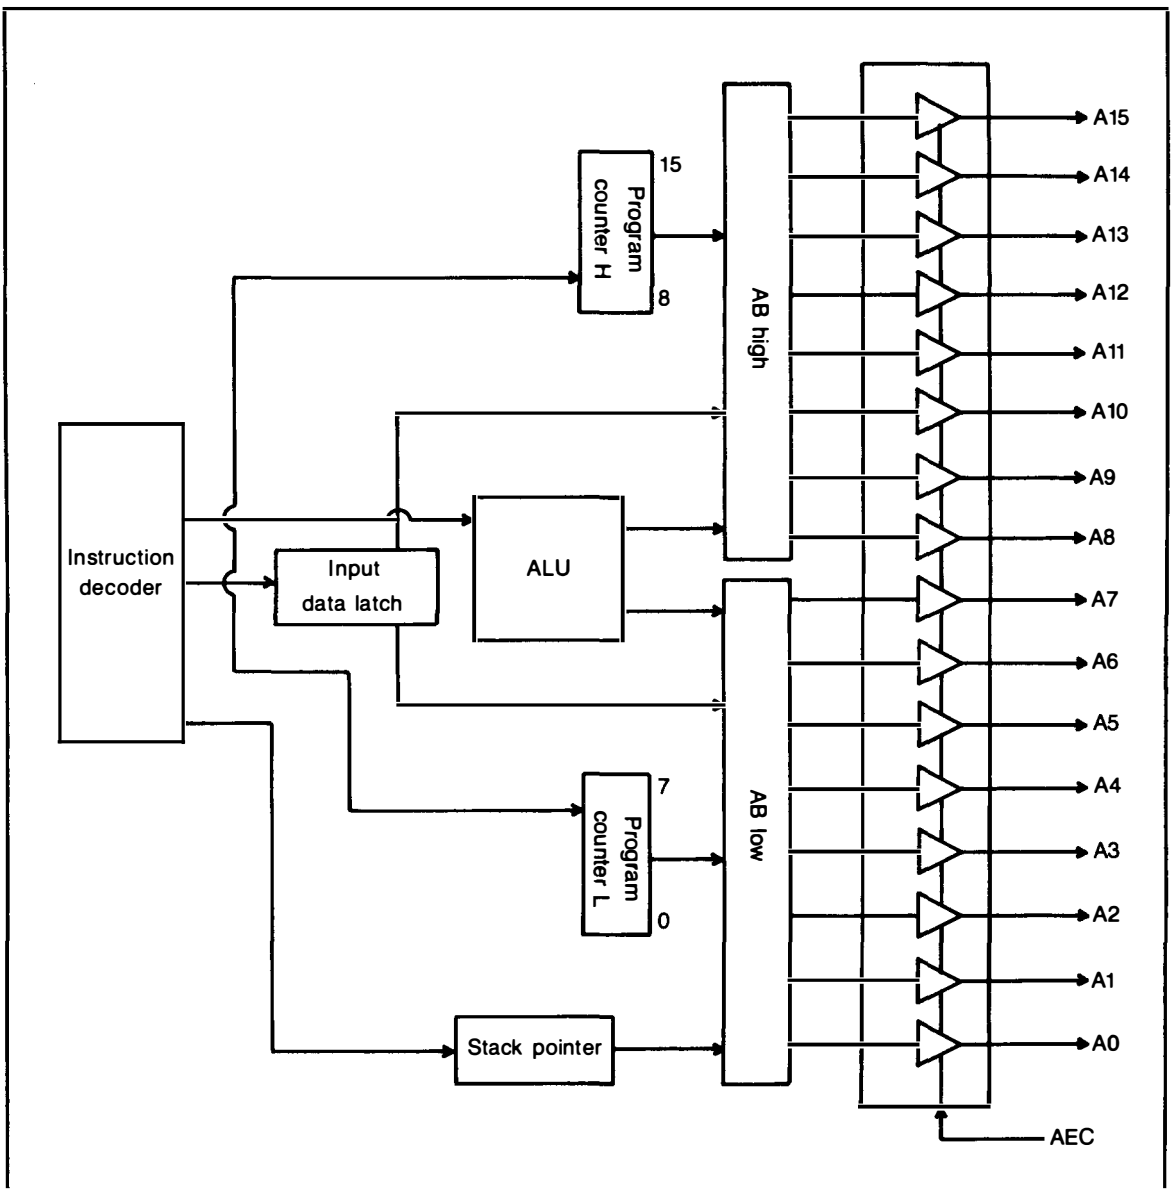 15
Program
counter H
8
AB high
A15
A14
A13
A12
A11
A10
A9
A8
Instruction
decoder
Input
data latch
ALU
AB low
A7
A6
A5
A4
A3
A2
A1
A0
7
Program
counter L
0
Stack pointer
AEC